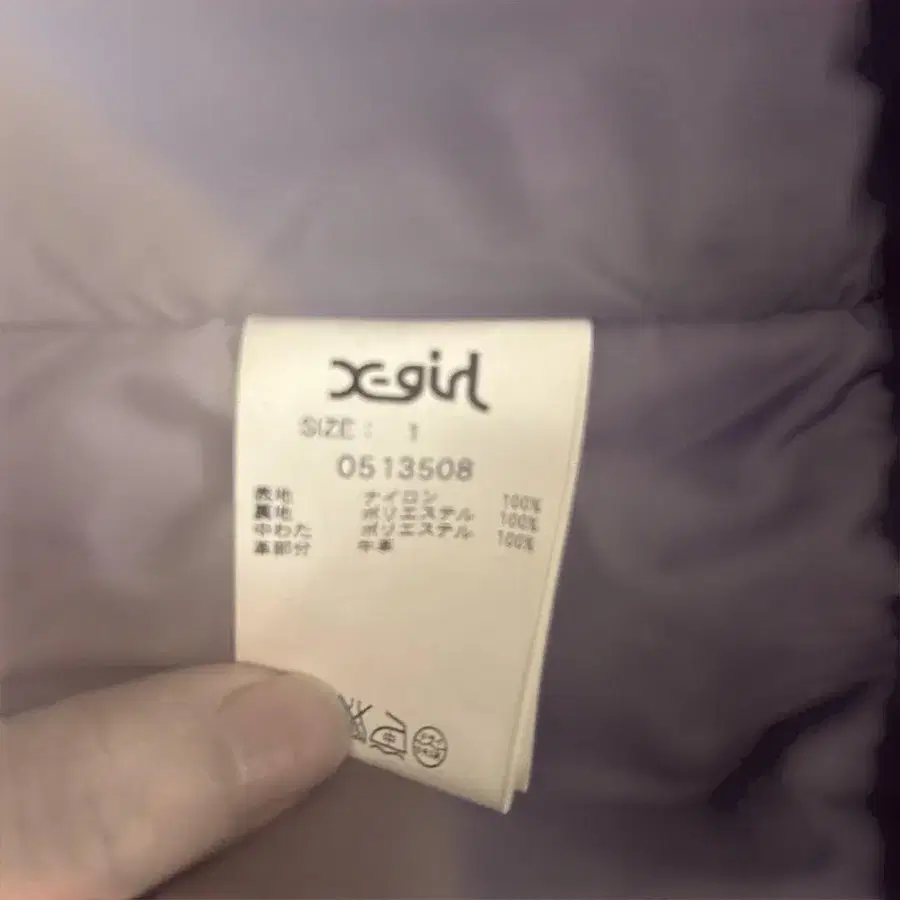 X-girl
SIZE : 1
0513508
表地 ナイロン 100%
裏地 ポリエステル 100%
中わた ポリエステル 100%
革部分 牛革
中